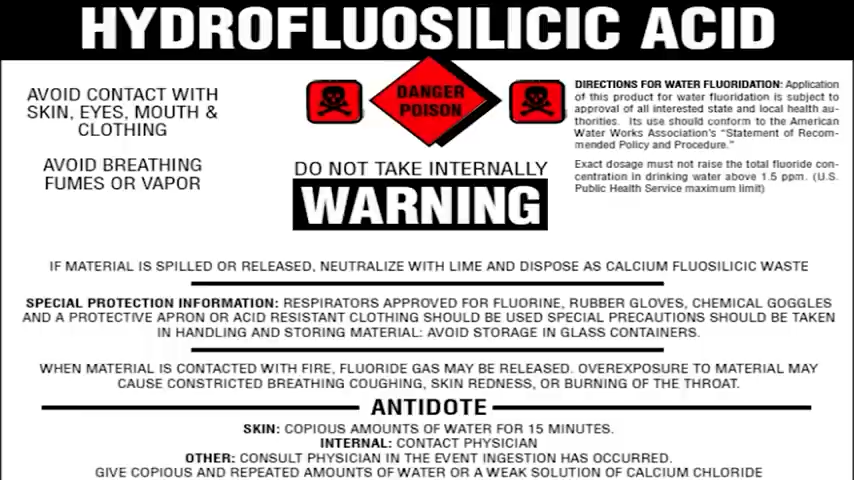 HYDROFLUOSILICIC ACID
AVOID CONTACT WITH
SKIN, EYES, MOUTH &
CLOTHING
AVOID BREATHING
FUMES OR VAPOR
DANGER
POISON
DO NOT TAKE INTERNALLY
WARNING
DIRECTIONS FOR WATER FLUORIDATION: Application
of this product for water fluoridation is subject to
approval of all interested state and local health au-
thorities. Its use should conform to the American
Water Works Association's "Statement of Recom-
mended Policy and Procedure."
Exact dosage must not raise the total fluoride con-
centration in drinking water above 1.5 ppm. (U.S.
Public Health Service maximum limit)
IF MATERIAL IS SPILLED OR RELEASED, NEUTRALIZE WITH LIME AND DISPOSE AS CALCIUM FLUOSILICIC WASTE
SPECIAL PROTECTION INFORMATION: RESPIRATORS APPROVED FOR FLUORINE, RUBBER GLOVES, CHEMICAL GOGGLES
AND A PROTECTIVE APRON OR ACID RESISTANT CLOTHING SHOULD BE USED SPECIAL PRECAUTIONS SHOULD BE TAKEN
IN HANDLING AND STORING MATERIAL: AVOID STORAGE IN GLASS CONTAINERS.
WHEN MATERIAL IS CONTACTED WITH FIRE, FLUORIDE GAS MAY BE RELEASED. OVEREXPOSURE TO MATERIAL MAY
CAUSE CONSTRICTED BREATHING COUGHING, SKIN REDNESS, OR BURNING OF THE THROAT.
ANTIDOTE
SKIN: COPIOUS AMOUNTS OF WATER FOR 15 MINUTES.
INTERNAL: CONTACT PHYSICIAN
OTHER: CONSULT PHYSICIAN IN THE EVENT INGESTION HAS OCCURRED.
GIVE COPIOUS AND REPEATED AMOUNTS OF WATER OR A WEAK SOLUTION OF CALCIUM CHLORIDE